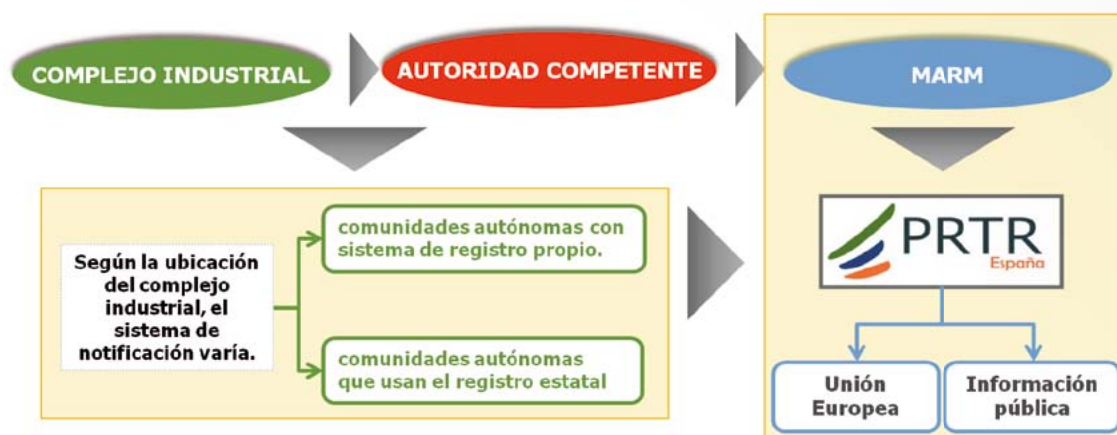 COMPLEJO INDUSTRIAL
AUTORIDAD COMPETENTE
MARM
Según la ubicación
del complejo
industrial, el
sistema de
notificación varía.
comunidades autónomas con
sistema de registro propio.
comunidades autónomas
que usan el registro estatal
PRTR
España
Unión
Europea
Información
pública